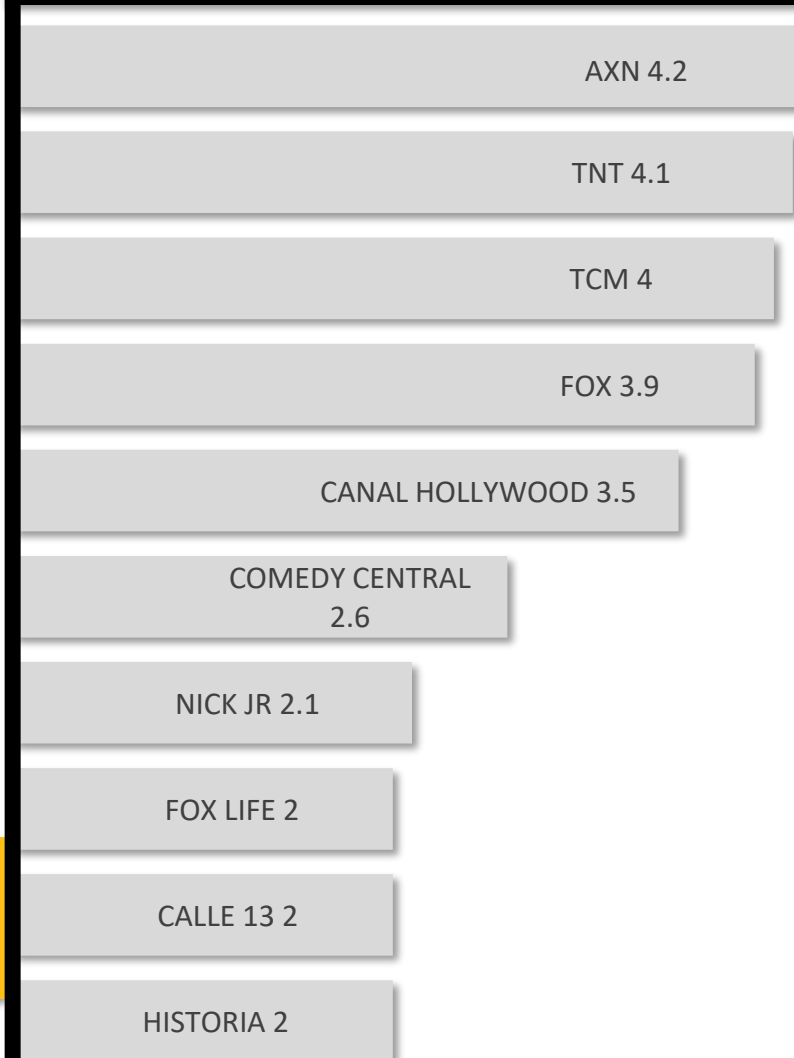 AXN 4.2
TNT 4.1
TCM 4
FOX 3.9
CANAL HOLLYWOOD 3.5
COMEDY CENTRAL
2.6
NICK JR 2.1
FOX LIFE 2
CALLE 13 2
HISTORIA 2